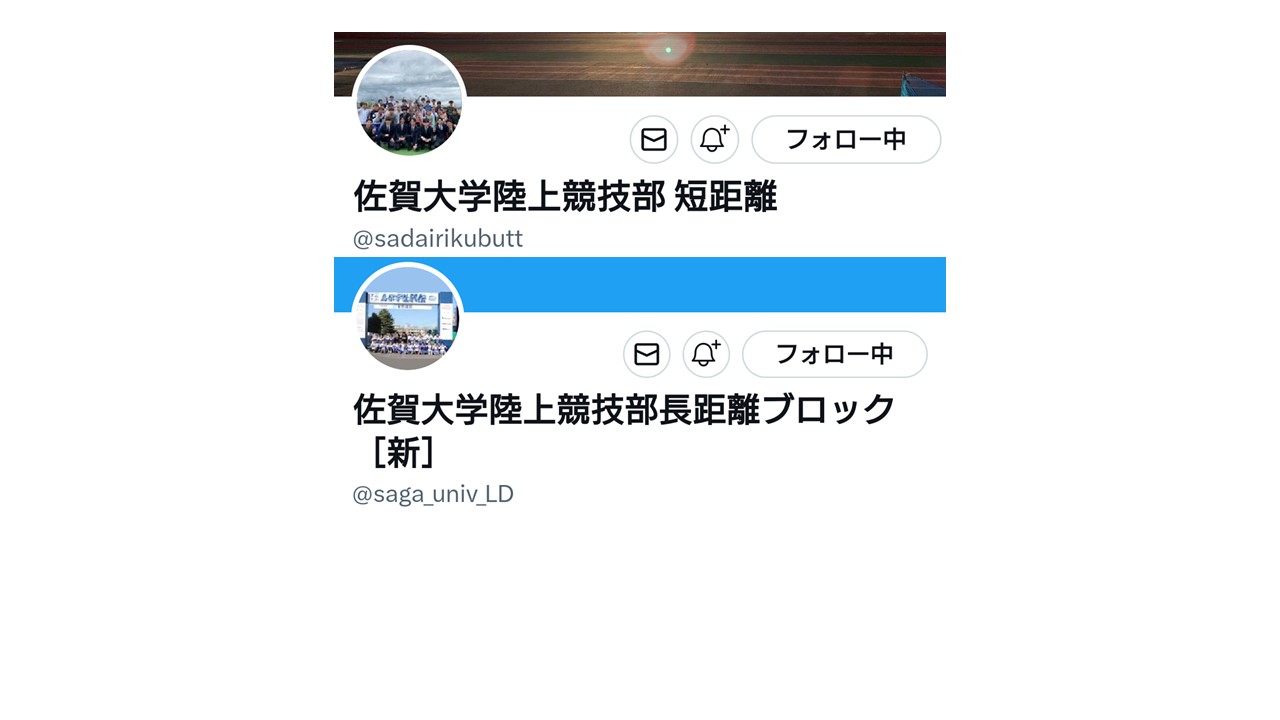 フォロー中
佐賀大学陸上競技部 短距離
@sadairikubutt
フォロー中
佐賀大学陸上競技部長距離ブロック
［新］
@saga_univ_LD